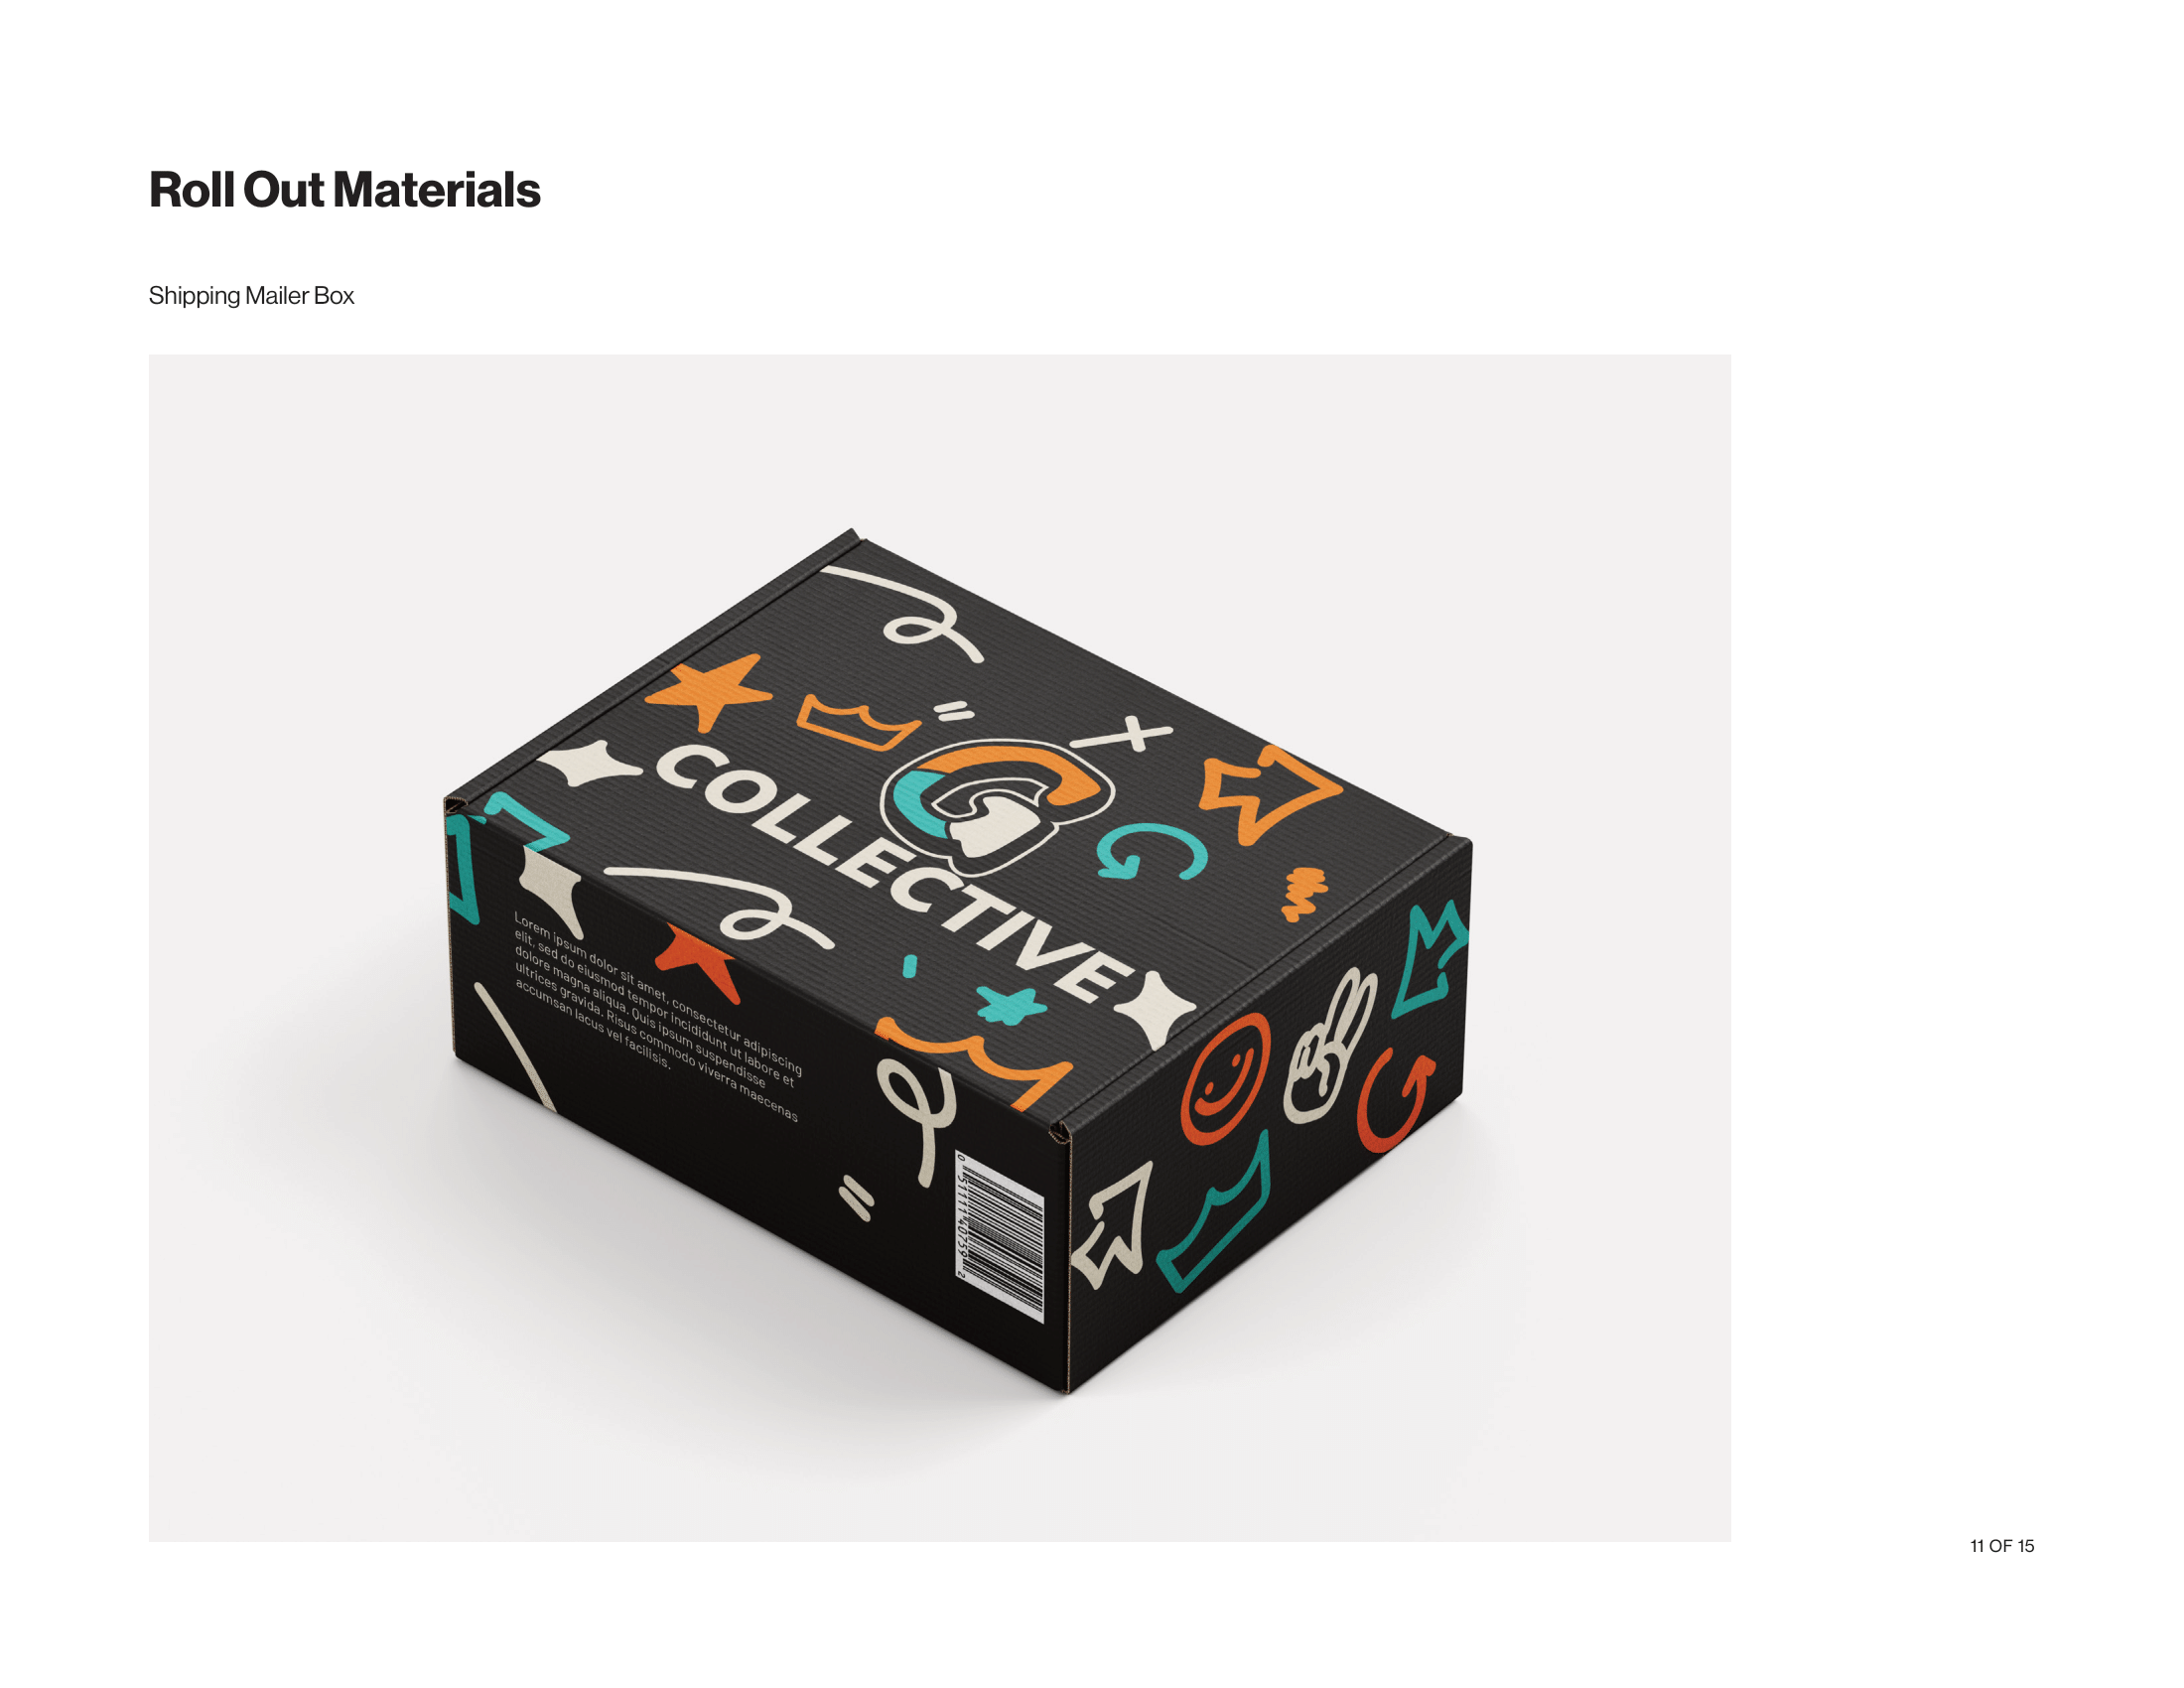 Roll Out Materials
Shipping Mailer Box
G
COLLECTIVE
Lorem ipsum dolor sit amet, consectetur adipiscing
elit, sed do eiusmod tempor incididunt ut labore et
dolore magna aliqua. Quis ipsum suspendisse
ultrices gravida. Risus commodo viverra maecenas
accumsan lacus vel facilisis.
0 51111 40759 2
11 OF 15